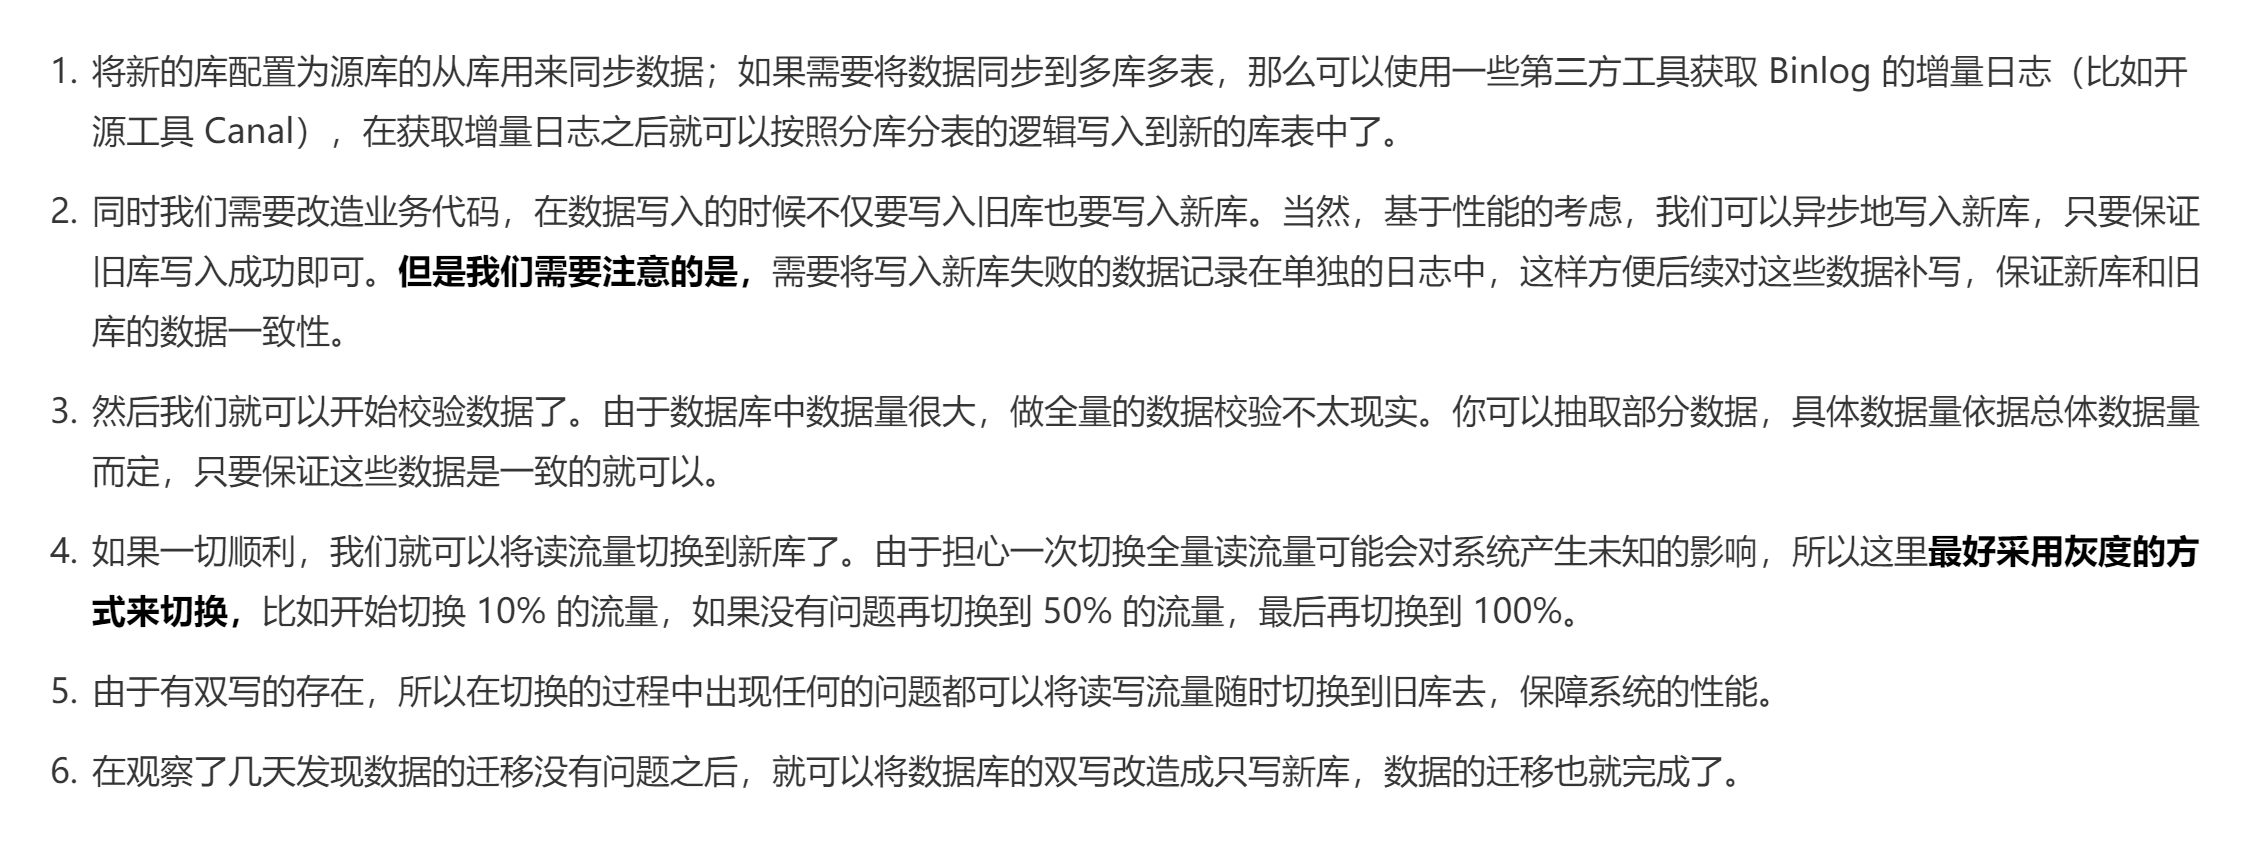 1. 将新的库配置为源库的从库用来同步数据；如果需要将数据同步到多库多表，那么可以使用一些第三方工具获取 Binlog 的增量日志（比如开
源工具 Canal），在获取增量日志之后就可以按照分库分表的逻辑写入到新的库表中了。
2. 同时我们需要改造业务代码，在数据写入的时候不仅要写入旧库也要写入新库。当然，基于性能的考虑，我们可以异步地写入新库，只要保证
旧库写入成功即可。但是我们需要注意的是，需要将写入新库失败的数据记录在单独的日志中，这样方便后续对这些数据补写，保证新库和旧
库的数据一致性。
3. 然后我们就可以开始校验数据了。由于数据库中数据量很大，做全量的数据校验不太现实。你可以抽取部分数据，具体数据量依据总体数据量
而定，只要保证这些数据是一致的就可以。
4. 如果一切顺利，我们就可以将读流量切换到新库了。由于担心一次切换全量读流量可能会对系统产生未知的影响，所以这里最好采用灰度的方
式来切换，比如开始切换 10% 的流量，如果没有问题再切换到 50% 的流量，最后再切换到 100%。
5. 由于有双写的存在，所以在切换的过程中出现任何的问题都可以将读写流量随时切换到旧库去，保障系统的性能。
6. 在观察了几天发现数据的迁移没有问题之后，就可以将数据库的双写改造成只写新库，数据的迁移也就完成了。